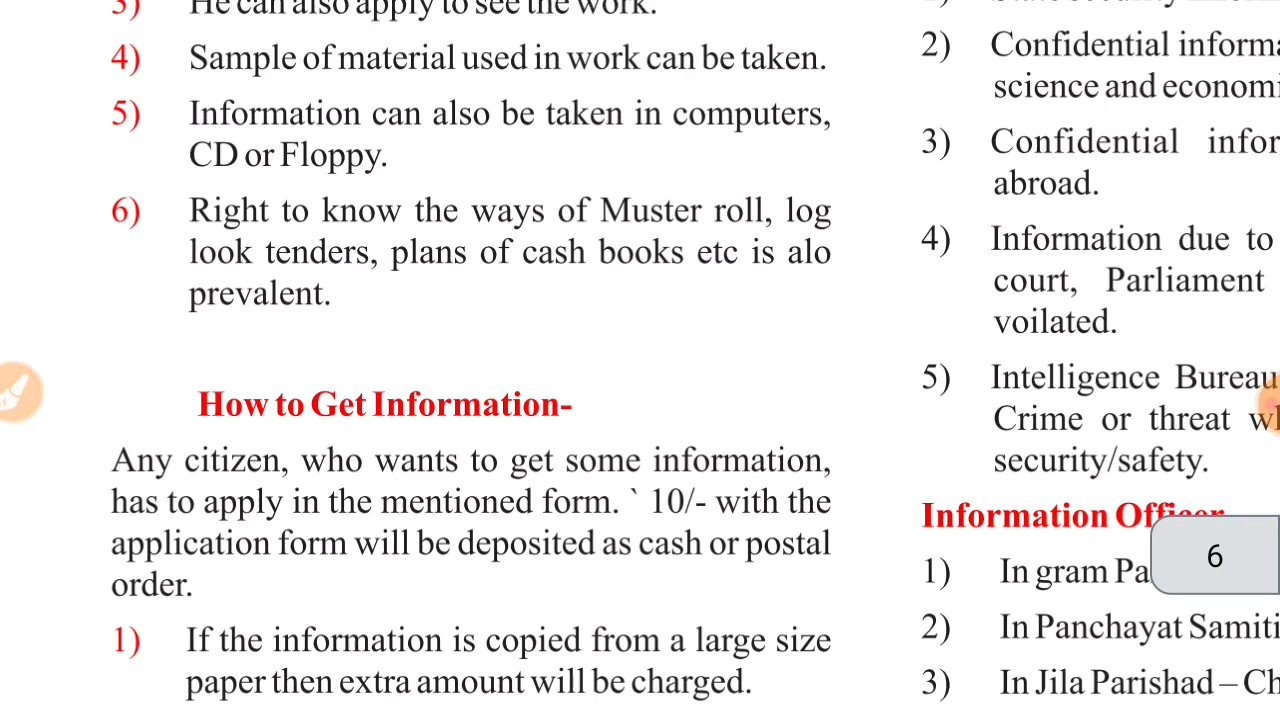 3) He can also apply to see the work.
4) Sample of material used in work can be taken.
5) Information can also be taken in computers,
CD or Floppy.
6) Right to know the ways of Muster roll, log
look tenders, plans of cash books etc is alo
prevalent.
How to Get Information-
Any citizen, who wants to get some information,
has to apply in the mentioned form. ` 10/- with the
application form will be deposited as cash or postal
order.
1) If the information is copied from a large size
paper then extra amount will be charged.
2) Confidential
science and
3) Confidential
abroad.
4) Information due to
court, Parliament
voilated.
5) Intelligence Bureau
Crime or threat
security/safety.
Information Officer
1) In gram
2) In Panchayat Samiti
3) In Jila Parishad –
6